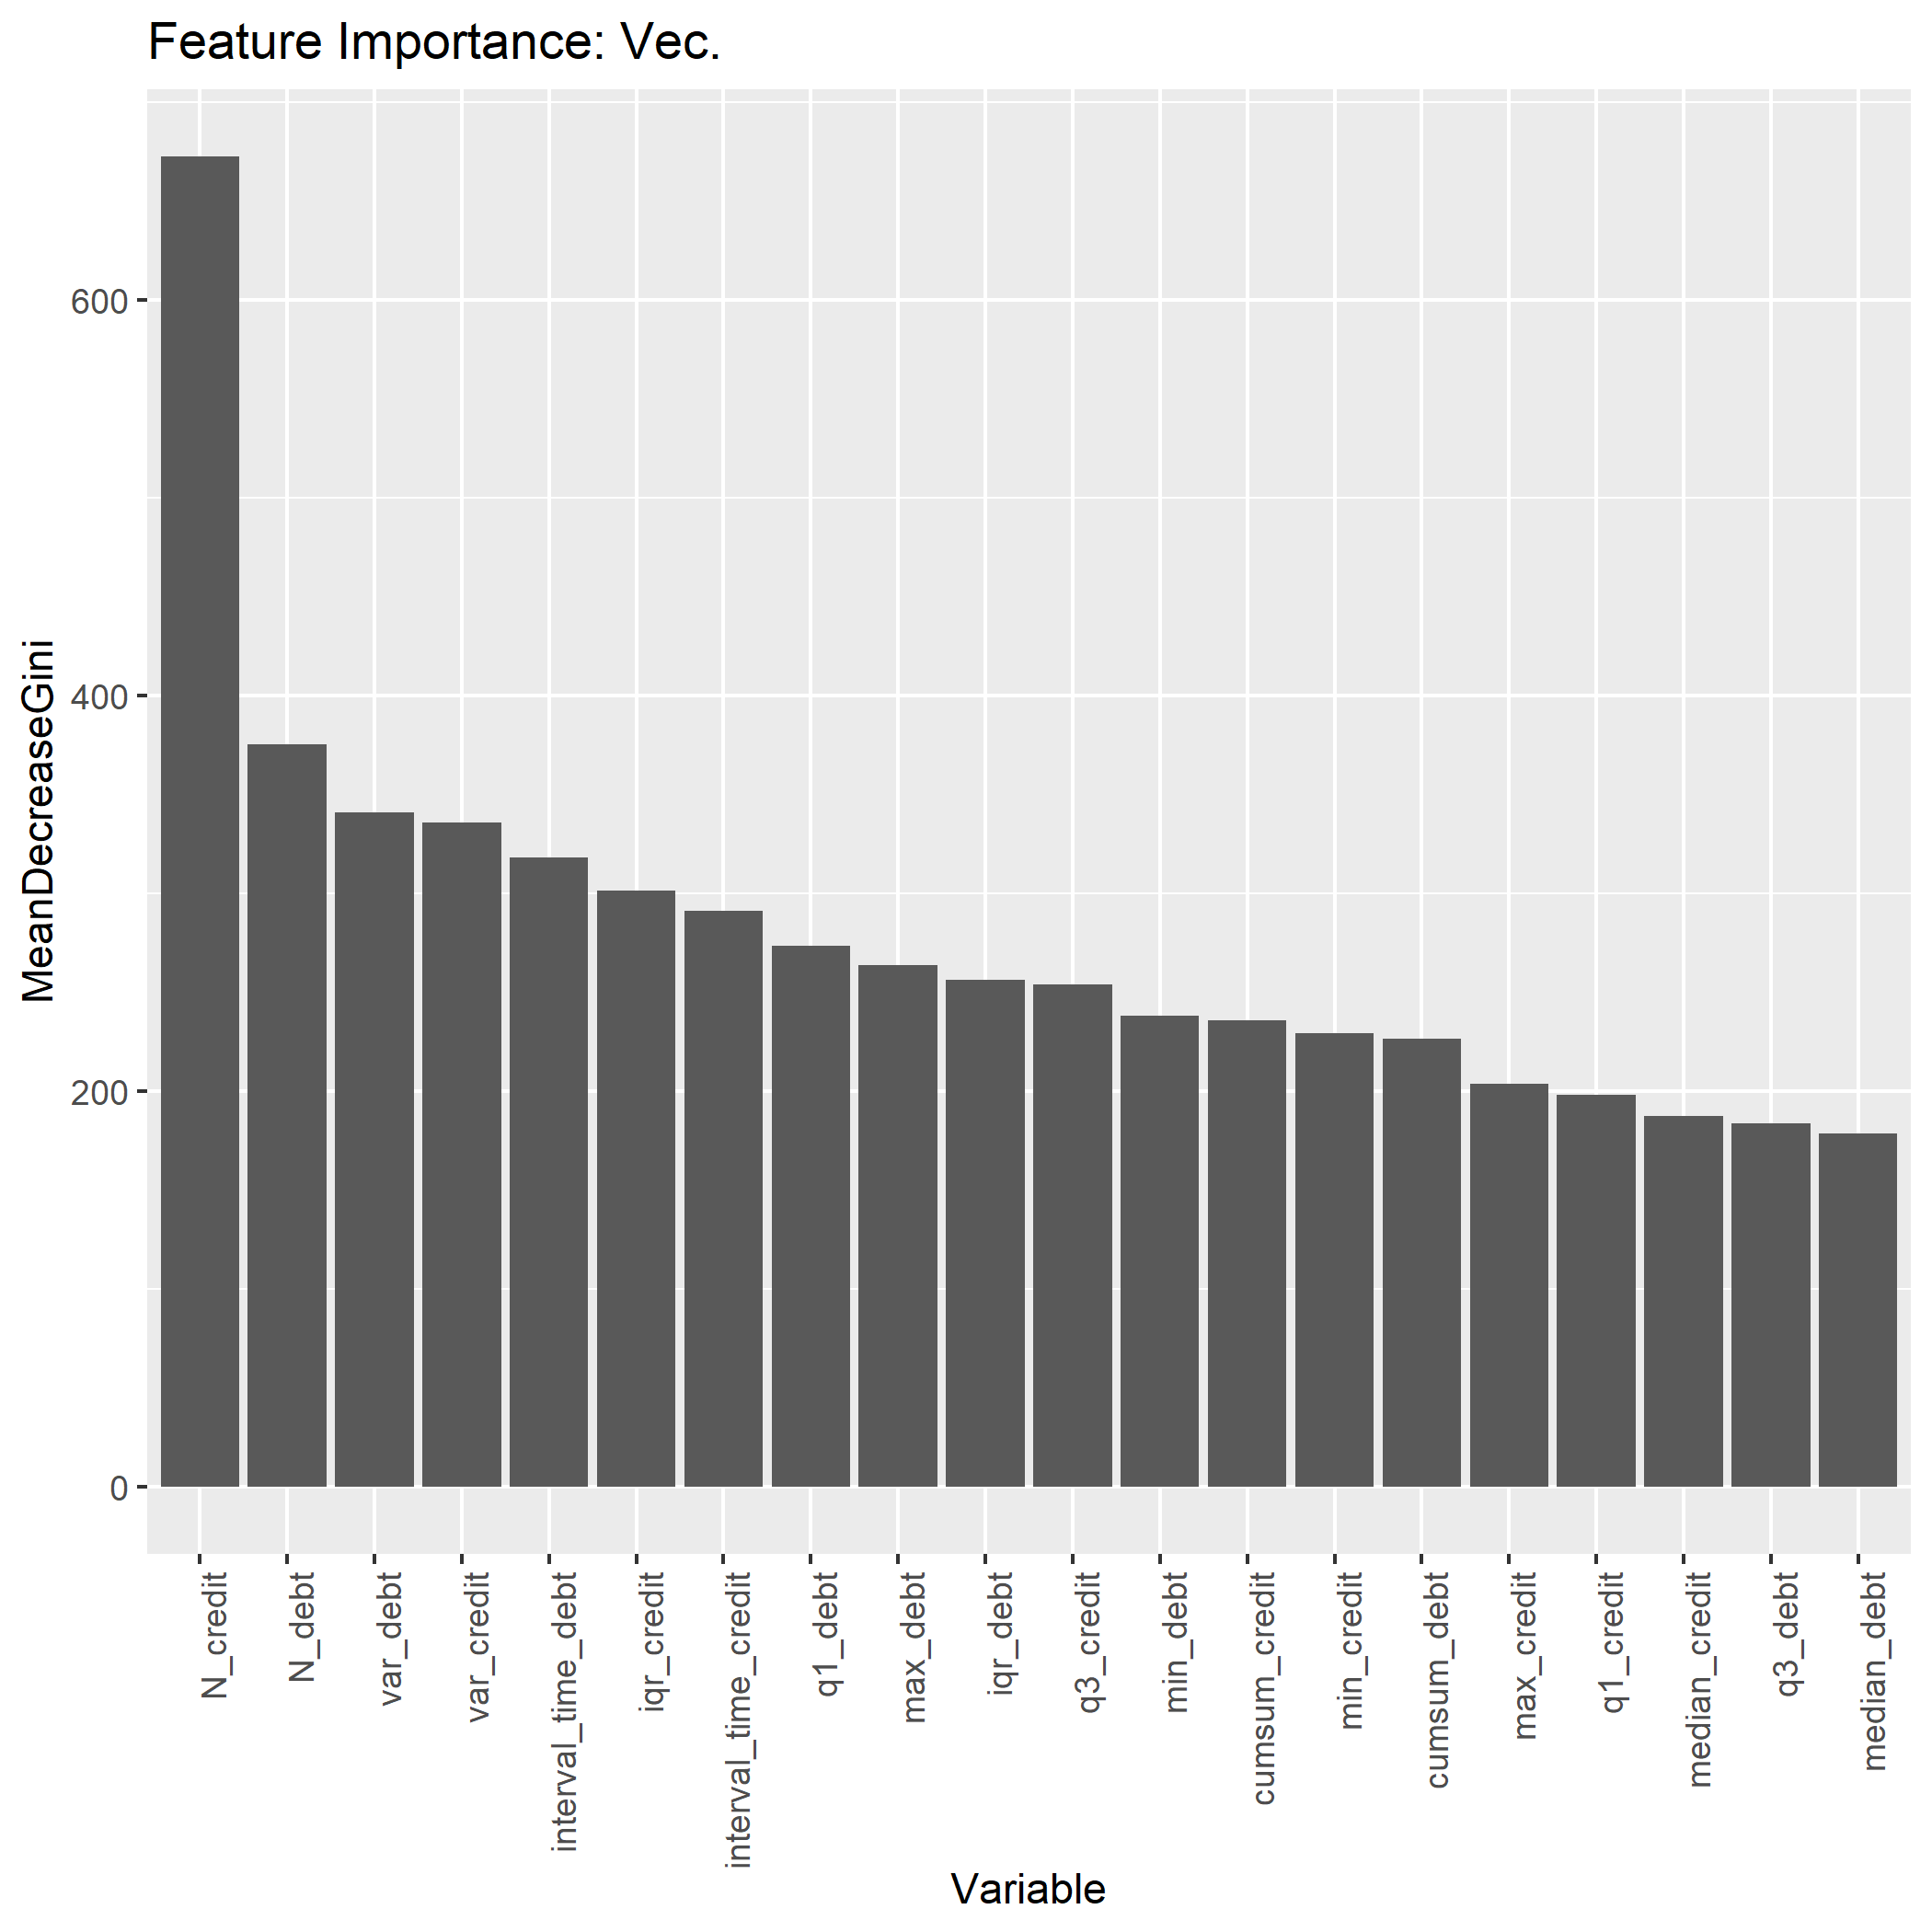 Feature Importance: Vec.
MeanDecreaseGini
600
400
200
0
N_credit
N_debt
var_debt
var_credit
interval_time_debt
iqr_credit
interval_time_credit
q1_debt
max_debt
iqr_debt
q3_credit
min_debt
cumsum_credit
min_credit
cumsum_debt
max_credit
q1_credit
median_credit
q3_debt
median_debt
Variable